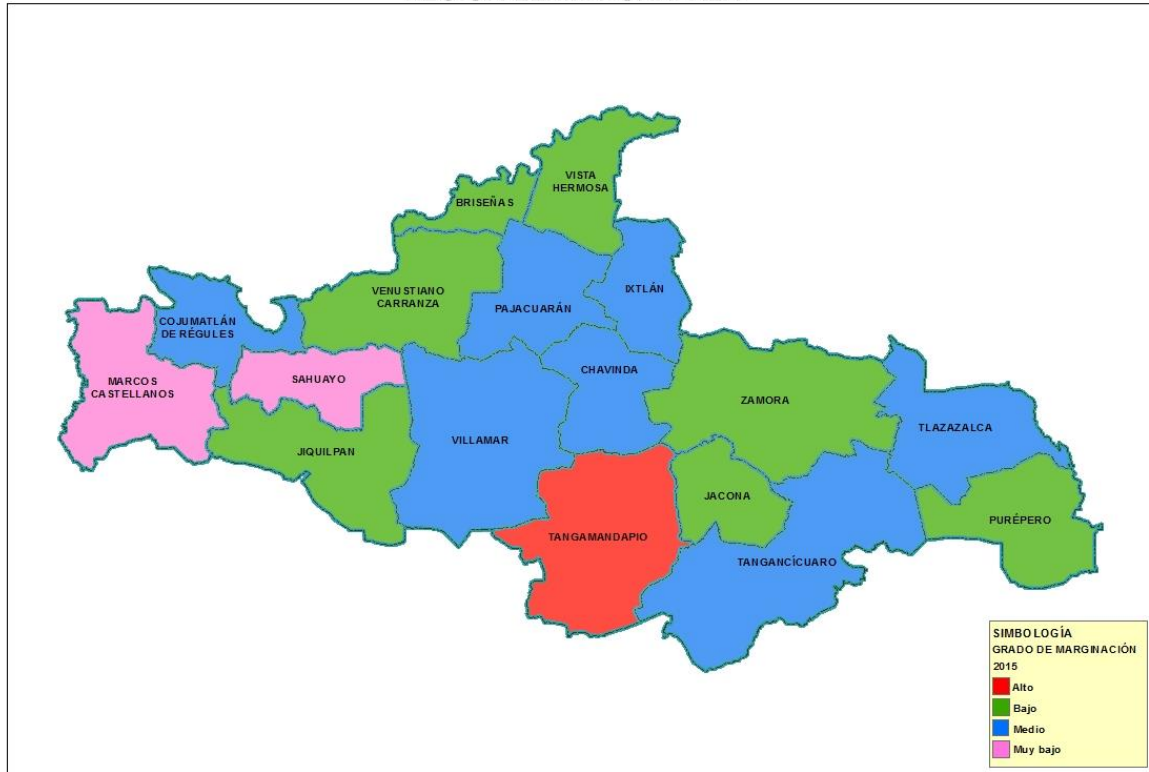 VISTA
HERMOSA
BRISEÑAS
VENUSTIANO
CARRANZA
IXTLÁN
PAJACUARÁN
COJUMATLÁN
DE RÉGULES
CHAVINDA
SAHUAYO
MARCOS
CASTELLANOS
ZAMORA
TLAZAZALCA
VILLAMAR
JIQUILPAN
JACONA
PURÉPERO
TANGAMANDAPIO
TANGANCÍCUARO
SIMBOLOGÍA
GRADO DE MARGINACIÓN
2015
Alto
Bajo
Medio
Muy bajo